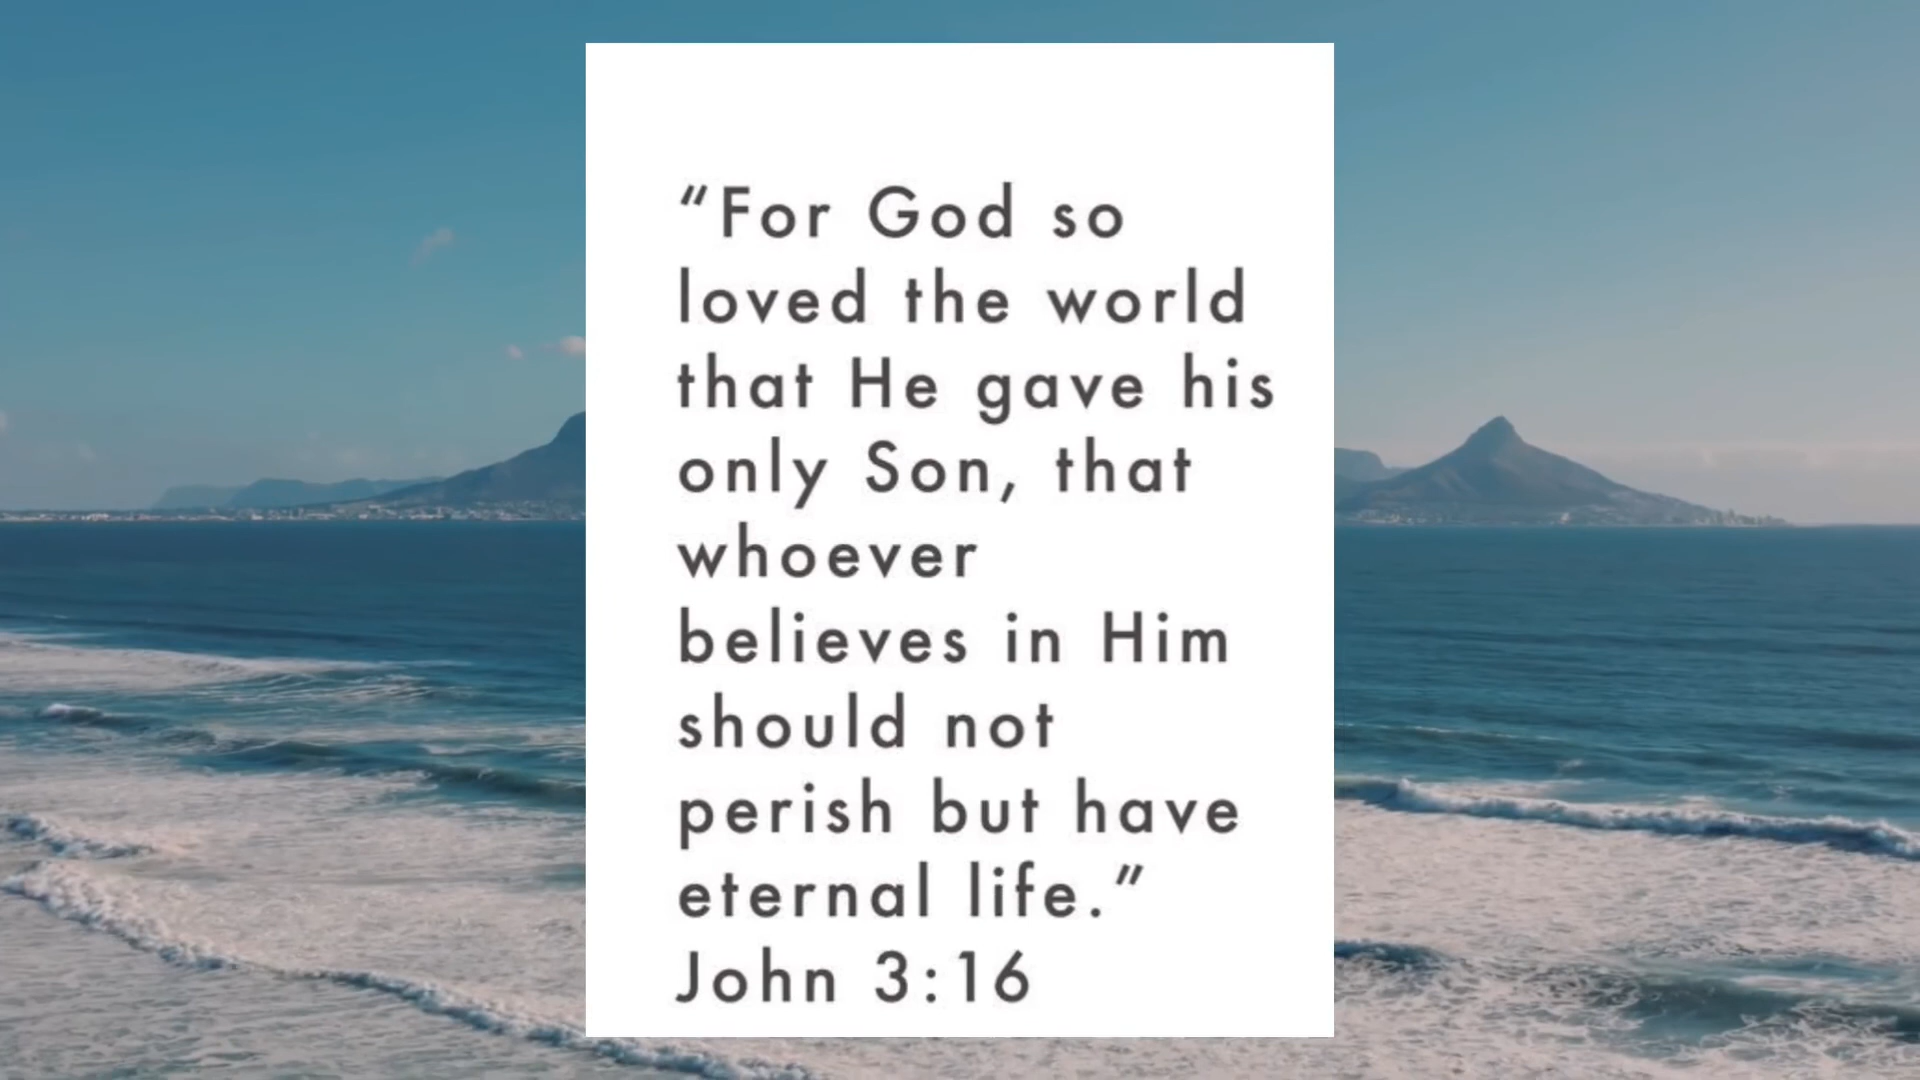 “For God so
loved the world
that He gave his
only Son, that
whoever
believes in Him
should not
perish but have
eternal life.”
John 3:16